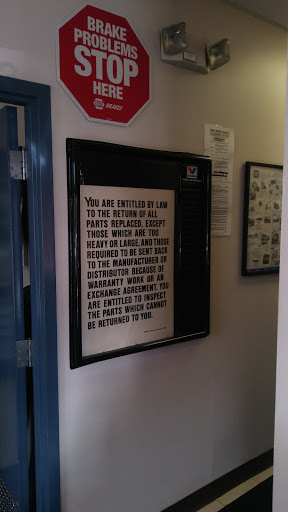 BRAKE
PROBLEMS
STOP
HERE
NAPA BRAKES
YOU ARE ENTITLED BY LAW
TO THE RETURN OF ALL
PARTS REPLACED, EXCEPT
THOSE WHICH ARE TOO
HEAVY OR LARGE, AND THOSE
REQUIRED TO BE SENT BACK
TO THE MANUFACTURER OR
DISTRIBUTOR BECAUSE OF
WARRANTY WORK OR AN
EXCHANGE AGREEMENT. YOU
ARE ENTITLED TO INSPECT
THE PARTS WHICH CANNOT
BE RETURNED TO YOU.